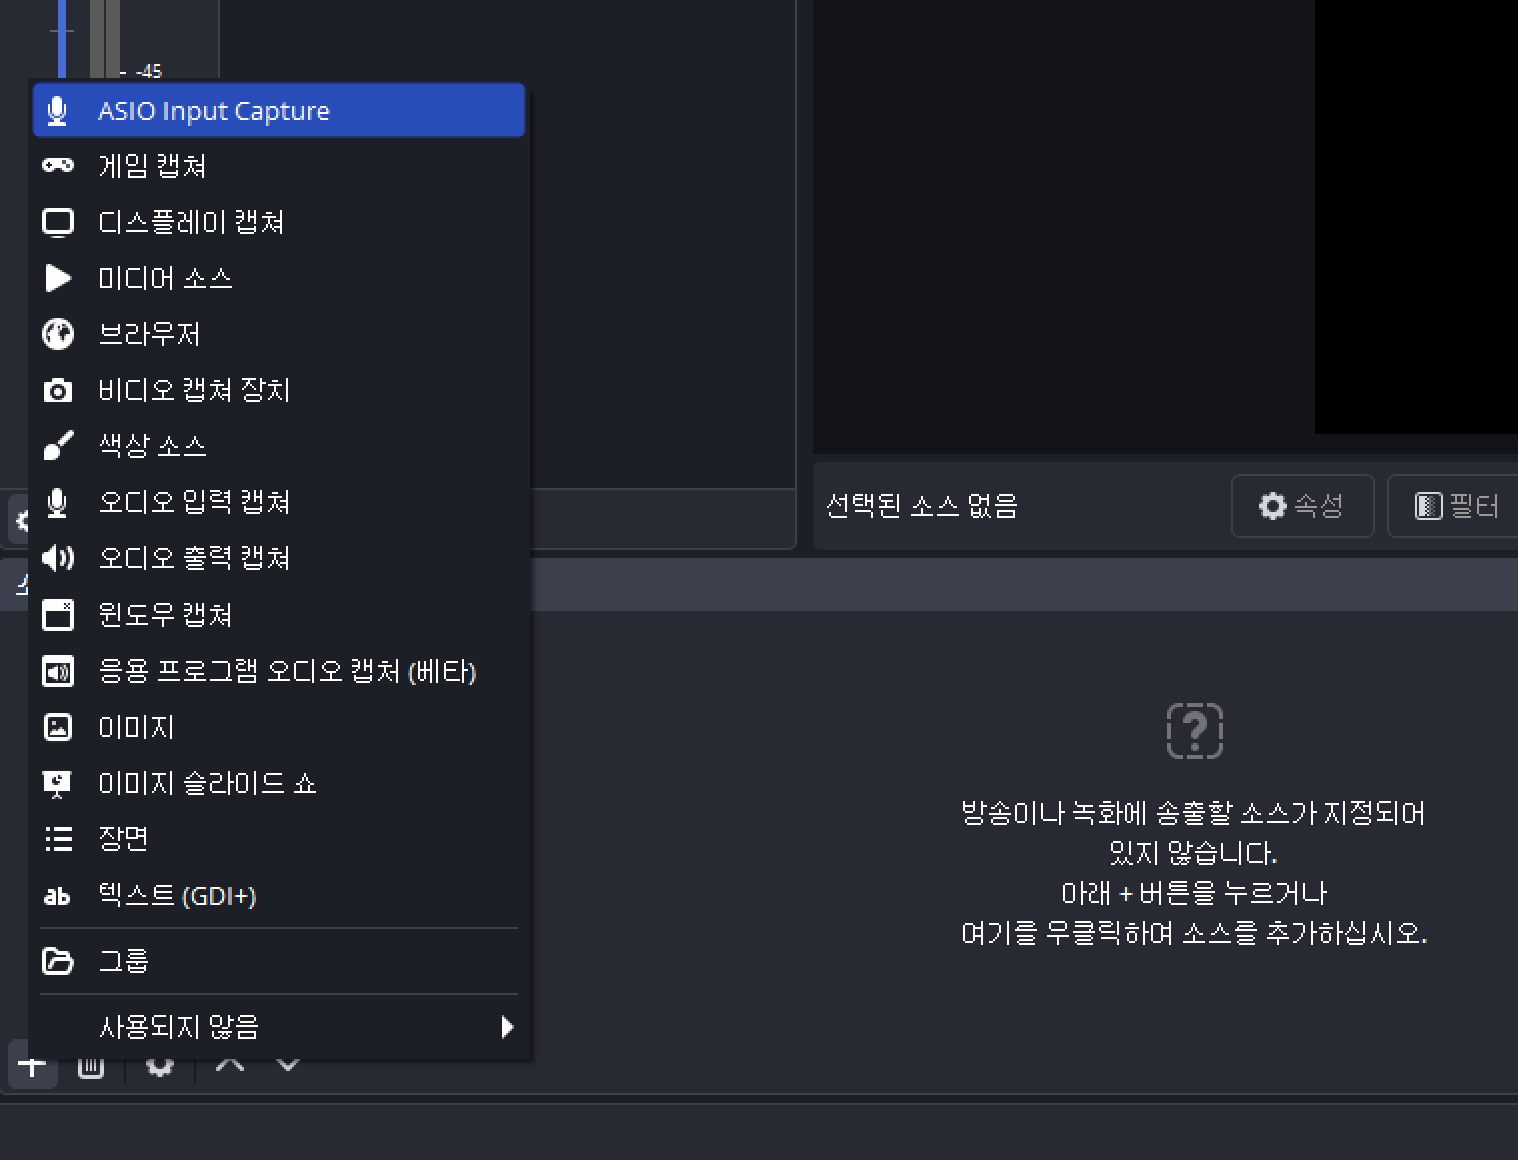 -45
ASIO Input Capture
게임 캡쳐
디스플레이 캡쳐
미디어 소스
브라우저
비디오 캡쳐 장치
색상 소스
오디오 입력 캡쳐
오디오 출력 캡쳐
윈도우 캡쳐
응용 프로그램 오디오 캡처 (베타)
이미지
이미지 슬라이드 쇼
장면
텍스트 (GDI+)
그룹
사용되지 않음
선택된 소스 없음
속성
필터
방송이나 녹화에 송출할 소스가 지정되어
있지 않습니다.
아래 + 버튼을 누르거나
여기를 우클릭하여 소스를 추가하십시오.